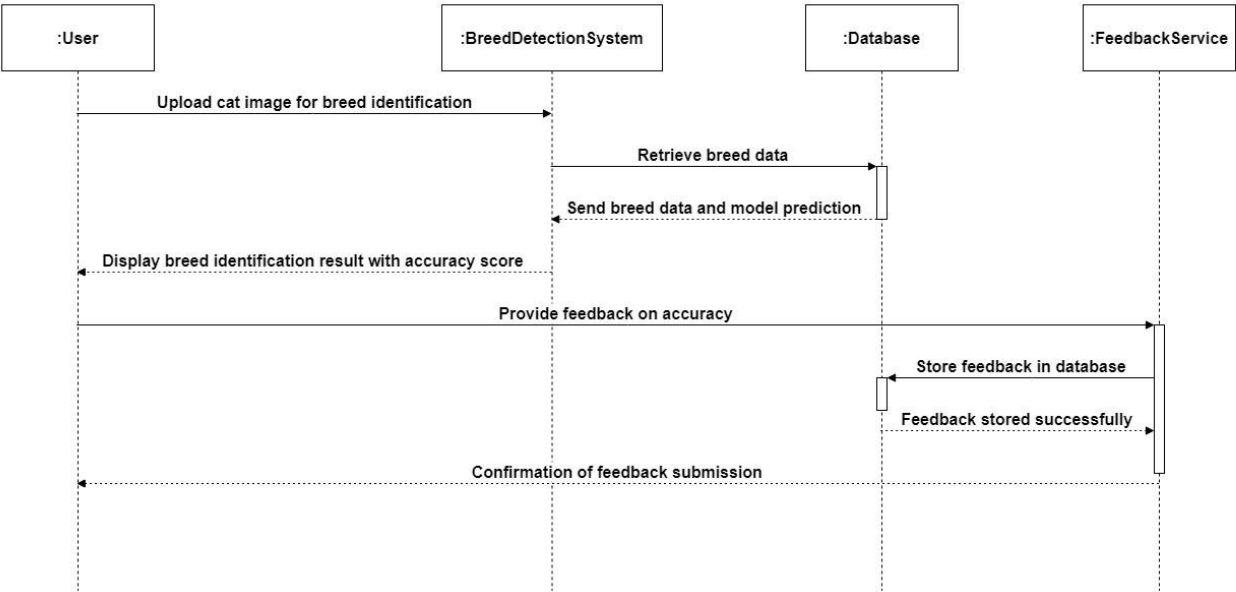 :User
:BreedDetectionSystem
:Database
:FeedbackService
Upload cat image for breed identification
Retrieve breed data
Send breed data and model prediction
Display breed identification result with accuracy score
Provide feedback on accuracy
Store feedback in database
Feedback stored successfully
Confirmation of feedback submission